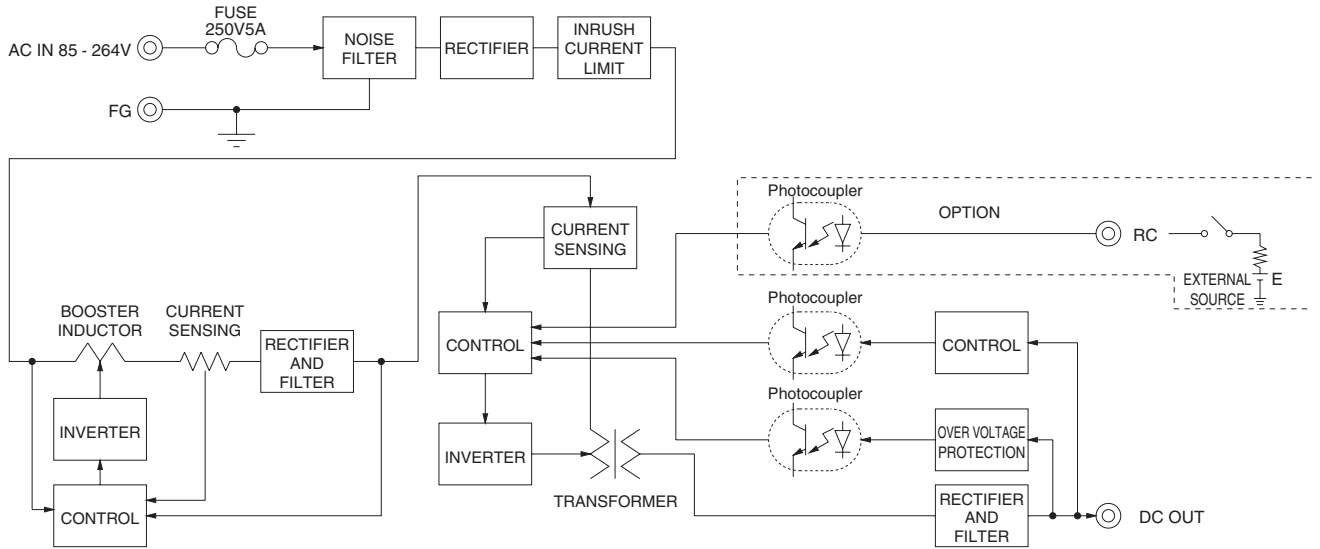 FUSE
250V5A
AC IN 85 - 264V
NOISE
FILTER
RECTIFIER
INRUSH
CURRENT
LIMIT
FG
Photocoupler
OPTION
RC
CURRENT
SENSING
EXTERNAL
SOURCE
E
BOOSTER
INDUCTOR
CURRENT
SENSING
RECTIFIER
AND
FILTER
CONTROL
Photocoupler
CONTROL
Photocoupler
INVERTER
INVERTER
OVER VOLTAGE
PROTECTION
TRANSFORMER
CONTROL
RECTIFIER
AND
FILTER
DC OUT